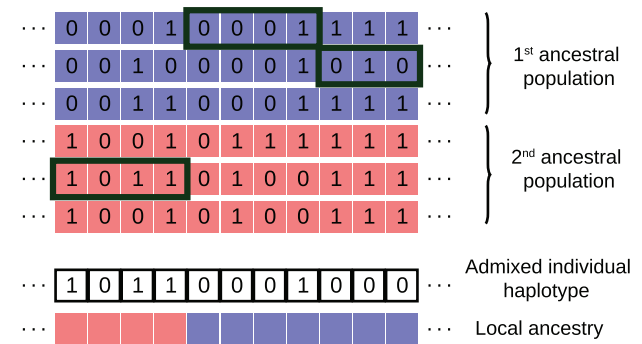 ··· 0 0 0 1 0 0 0 1 1 1 1 ···
··· 0 0 1 0 0 0 0 1 0 1 0 ···
1st ancestral
population
··· 0 0 1 1 0 0 0 1 1 1 1 ···
··· 1 0 0 1 0 1 1 1 1 1 1 ···
··· 1 0 1 1 0 1 0 0 1 1 1 ···
2nd ancestral
population
··· 1 0 0 1 0 1 0 0 1 1 1 ···
··· 1 0 1 1 0 0 0 1 0 0 0 ···
Admixed individual
haplotype
··· ··· Local ancestry